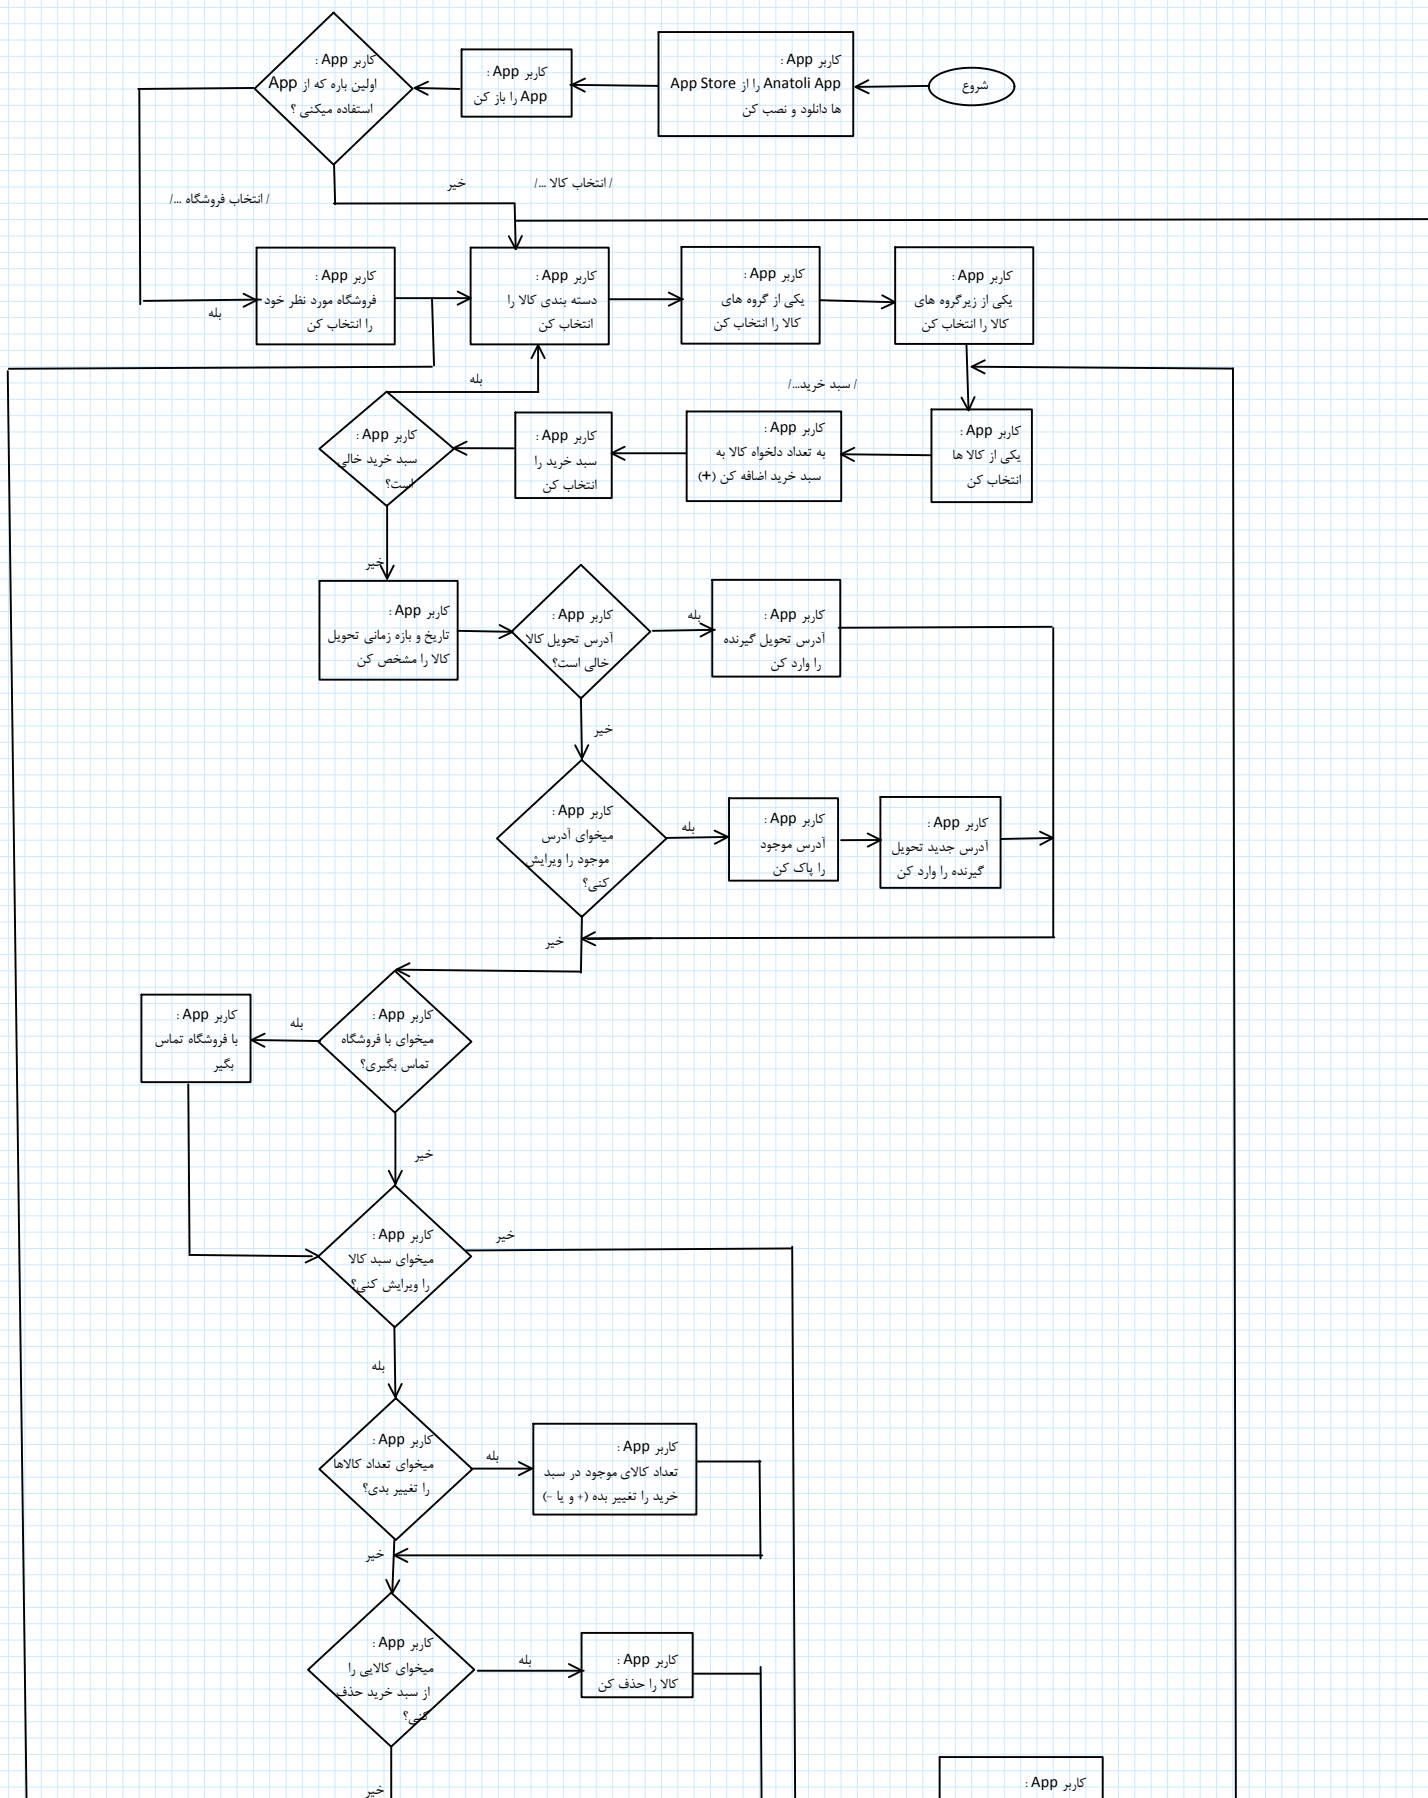 شروع
کاربر App :
Anatoli App را از App Store
ها دانلود و نصب کن
کاربر App :
App را باز کن
کاربر App :
اولین باره که از App
استفاده میکنی ؟
خیر
/ انتخاب کالا .../
/ انتخاب فروشگاه .../
بله
کاربر App :
فروشگاه مورد نظر خود
را انتخاب کن
کاربر App :
دسته بندی کالا را
انتخاب کن
کاربر App :
یکی از گروه های
کالا را انتخاب کن
کاربر App :
یکی از زیرگروه های
کالا را انتخاب کن
/ سبد خرید.../
کاربر App :
یکی از کالا ها
انتخاب کن
کاربر App :
به تعداد دلخواه کالا به
سبد خرید اضافه کن (+)
کاربر App :
سبد خرید را
انتخاب کن
بله
کاربر App :
سبد خرید خالی
است؟
خیر
کاربر App :
تاریخ و بازه زمانی تحویل
کالا را مشخص کن
کاربر App :
آدرس تحویل کالا
خالی است؟
بله
کاربر App :
آدرس تحویل گیرنده
را وارد کن
خیر
کاربر App :
میخوای آدرس
موجود را ویرایش
کنی؟
بله
کاربر App :
آدرس موجود
را پاک کن
کاربر App :
آدرس جدید تحویل
گیرنده را وارد کن
خیر
کاربر App :
میخوای با فروشگاه
تماس بگیری؟
بله
کاربر App :
با فروشگاه تماس
بگیر
خیر
کاربر App :
میخوای سبد کالا
را ویرایش کنی؟
خیر
بله
کاربر App :
میخوای تعداد کالاها
را تغییر بدی؟
بله
کاربر App :
تعداد کالای موجود در سبد
خرید را تغییر بده (+ و یا -)
خیر
کاربر App :
میخوای کالایی را
از سبد خرید حذف
کنی؟
بله
کاربر App :
کالا را حذف کن
خیر
کاربر App :